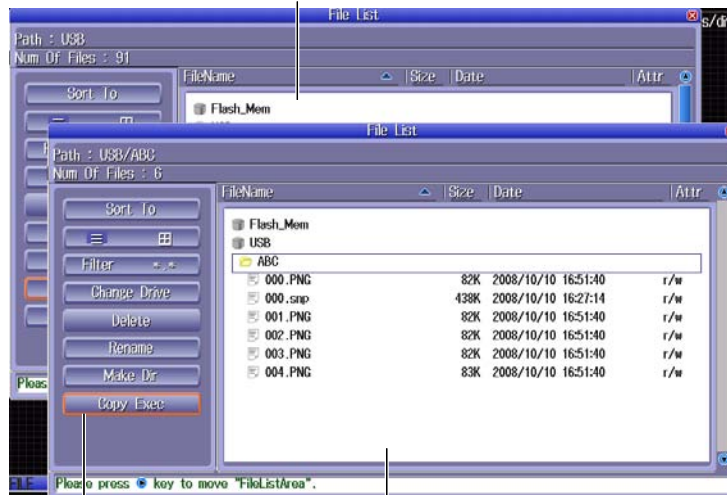 File List
s/di
Path : USB
Num Of Files : 91
FileName Size Date Attr
Sort To
Flash_Mem
File List
Path : USB/ABC
Num Of Files : 6
FileName Size Date Attr
Sort To
Flash_Mem
USB
Filter *.*
ABC
000.PNG 82K 2008/10/10 16:51:40 r/w
Change Drive
000.snp 438K 2008/10/10 16:27:14 r/w
001.PNG 82K 2008/10/10 16:51:40 r/w
Delete
002.PNG 82K 2008/10/10 16:51:40 r/w
Rename
003.PNG 82K 2008/10/10 16:51:40 r/w
Make Dir
004.PNG 83K 2008/10/10 16:51:40 r/w
Pleas
Copy Exec
FILE
Please press key to move "FileListArea".